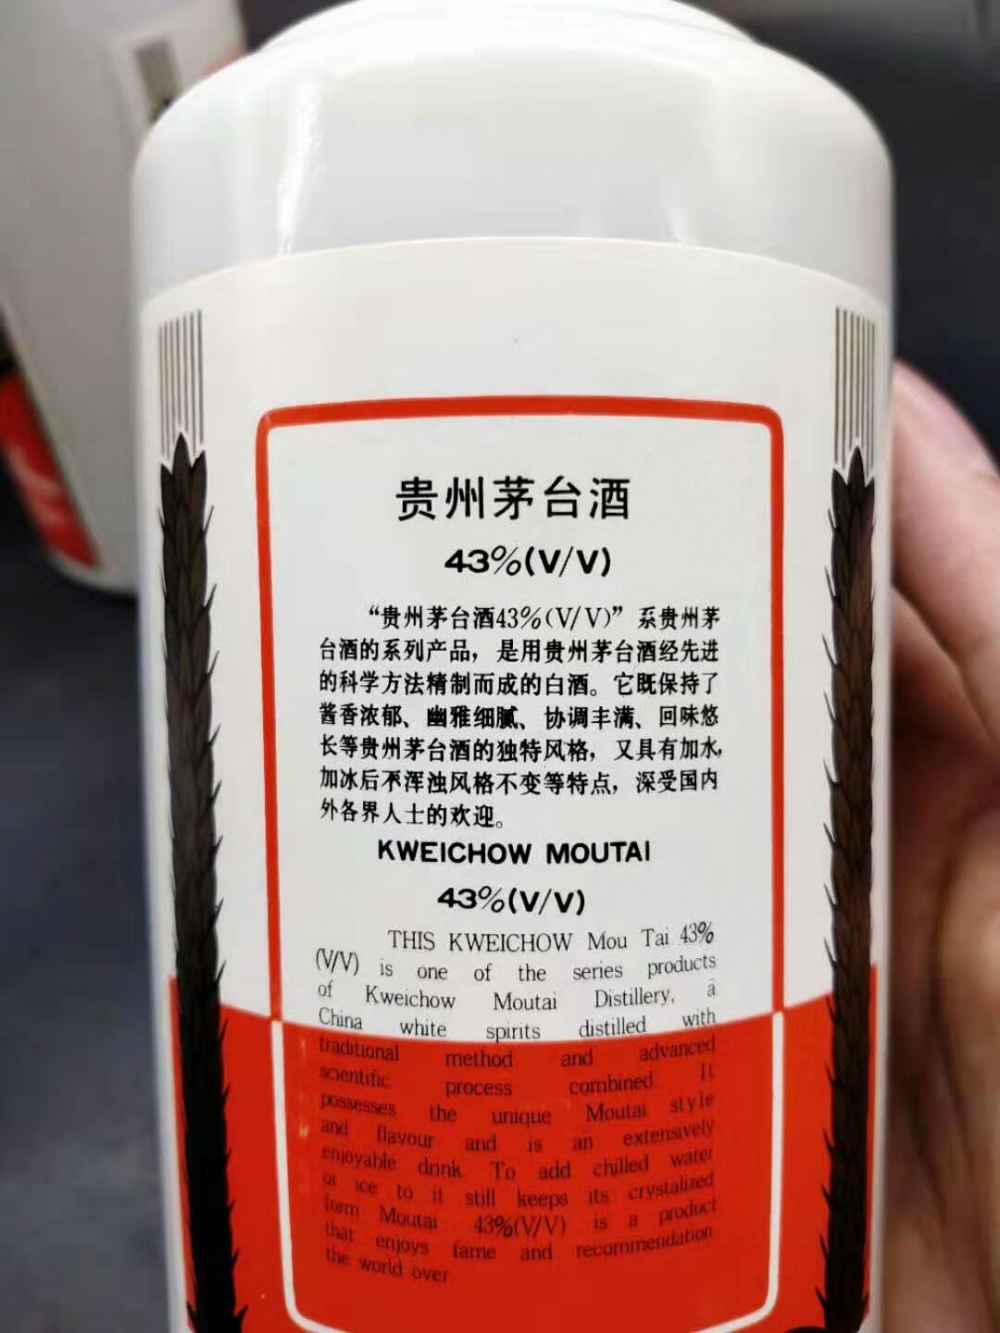 贵州茅台酒
43%(V/V)
“贵州茅台酒43%(V/V)”系贵州茅
台酒的系列产品，是用贵州茅台酒经先进
的科学方法精制而成的白酒。它既保持了
酱香浓郁、幽雅细腻、协调丰满、回味悠
长等贵州茅台酒的独特风格，又具有加水，
加冰后不浑浊风格不变等特点，深受国内
外各界人士的欢迎。
KWEICHOW MOUTAI
43%(V/V)
THIS KWEICHOW Mou Tai 43%
(V/V) is one of the series products
of Kweichow Moutai Distillery, a
China white spirits distilled with
traditional method and advanced
scientific process combined. It
possesses the unique Moutai style
and flavour and is an extensively
enjoyable drink. To add chilled water
or ice to it still keeps its crystalized
form Moutai 43%(V/V) is a product
that enjoys fame and recommendation
the world over